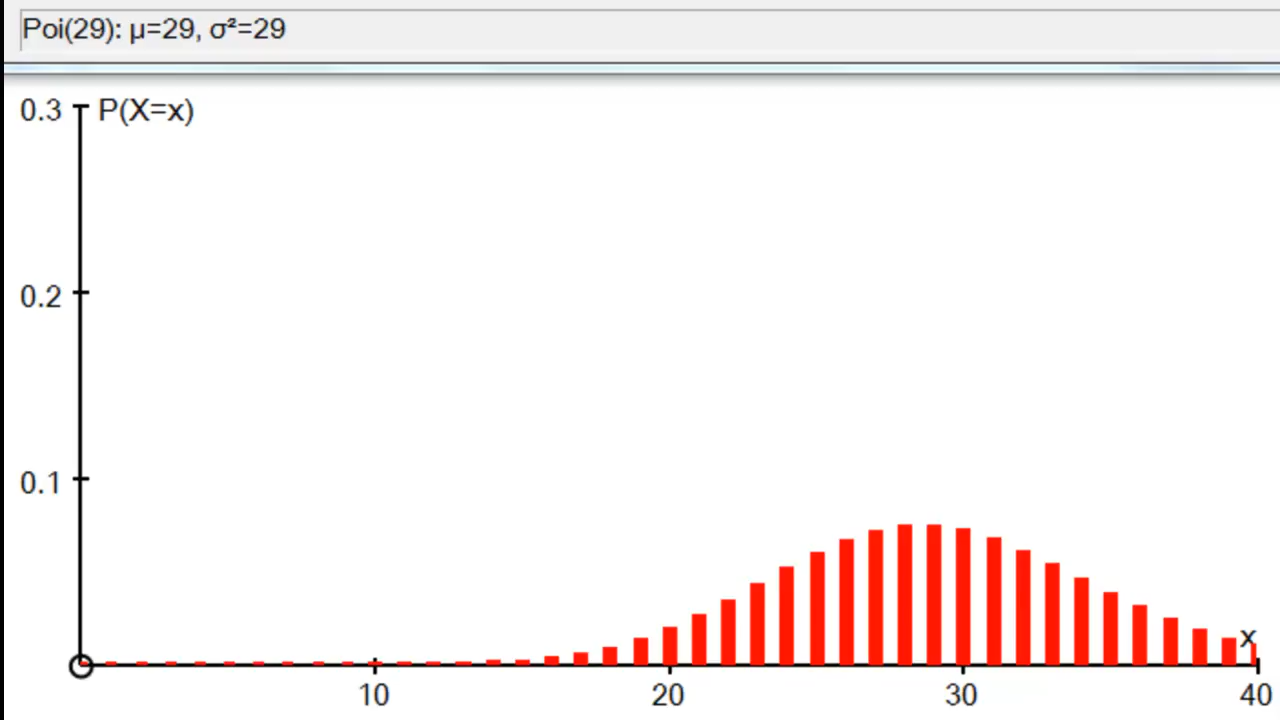 Poi(29): µ=29, σ²=29
0.3 P(X=x)
0.2
0.1
x
10 20 30 40